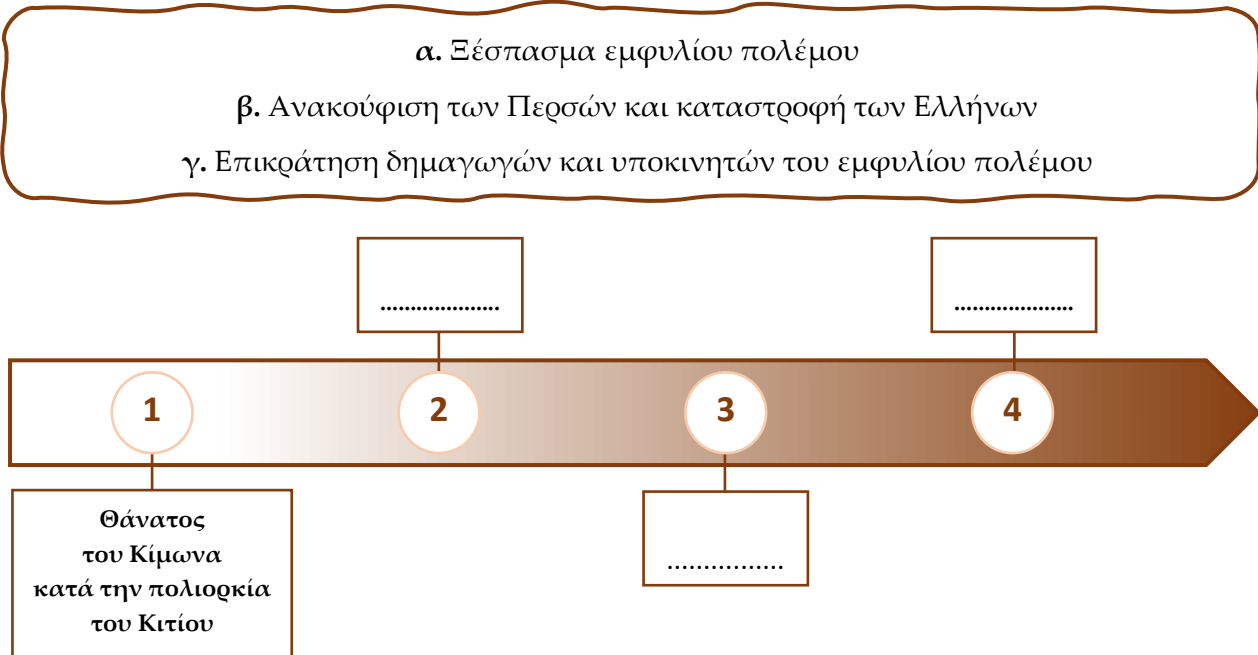 α. Ξέσπασμα εμφυλίου πολέμου
β. Ανακούφιση των Περσών και καταστροφή των Ελλήνων
γ. Επικράτηση δημαγωγών και υποκινητών του εμφυλίου πολέμου
....................
....................
1
2
3
4
Θάνατος
του Κίμωνα
κατά την πολιορκία
του Κιτίου
................